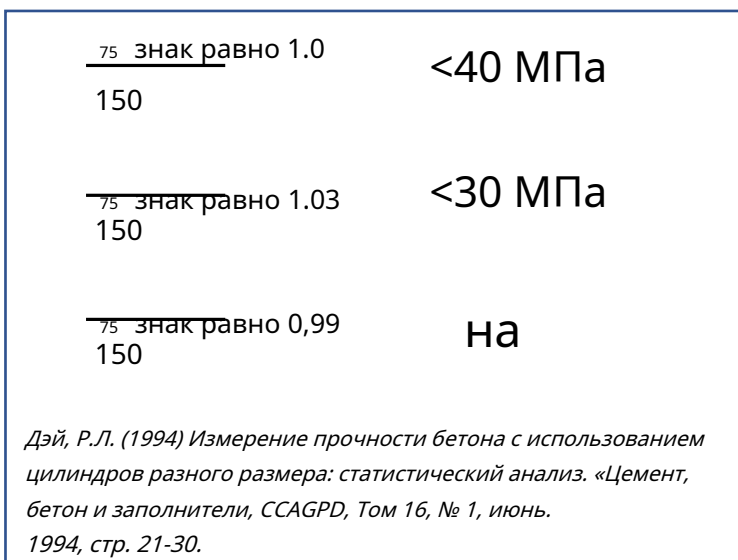 75 знак равно 1.0
<40 МПа
150
75 знак равно 1.03
<30 МПа
150
75 знак равно 0,99
на
150
Дэй, Р.Л. (1994) Измерение прочности бетона с использованием
цилиндров разного размера: статистический анализ. «Цемент,
бетон и заполнители, CCAGPD, Том 16, № 1, июнь.
1994, стр. 21-30.